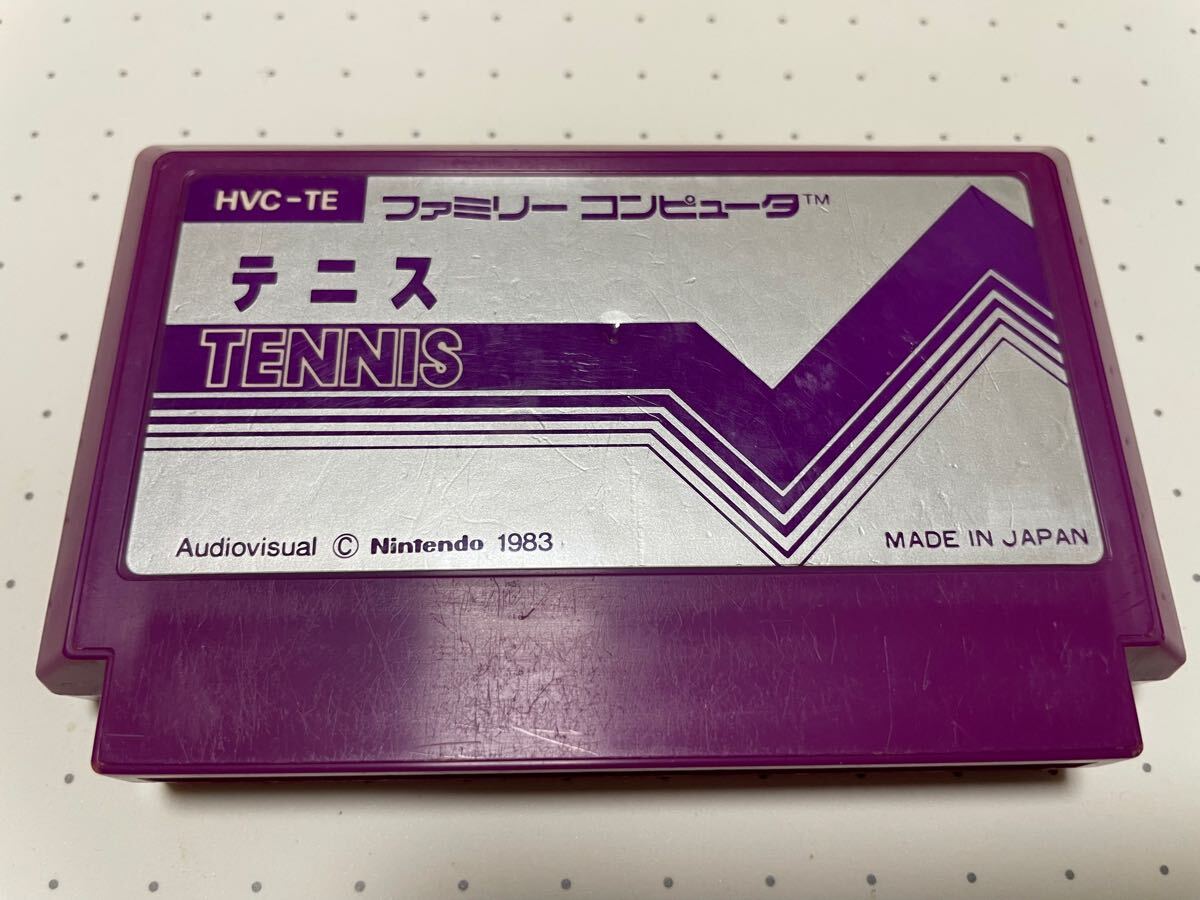 HVC-TE ファミリー コンピュータ™
テニス
TENNIS
Audiovisual © Nintendo 1983
MADE IN JAPAN